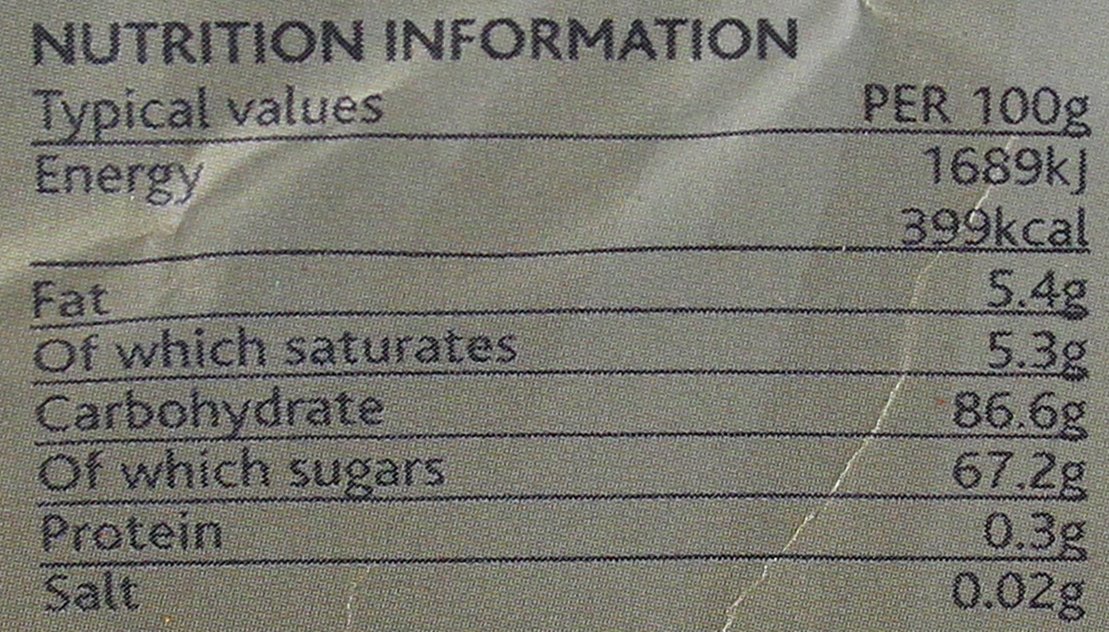 NUTRITION INFORMATION
Typical values PER 100g
Energy 1689kJ
399kcal
Fat 5.4g
Of which saturates 5.3g
Carbohydrate 86.6g
Of which sugars 67.2g
Protein 0.3g
Salt 0.02g